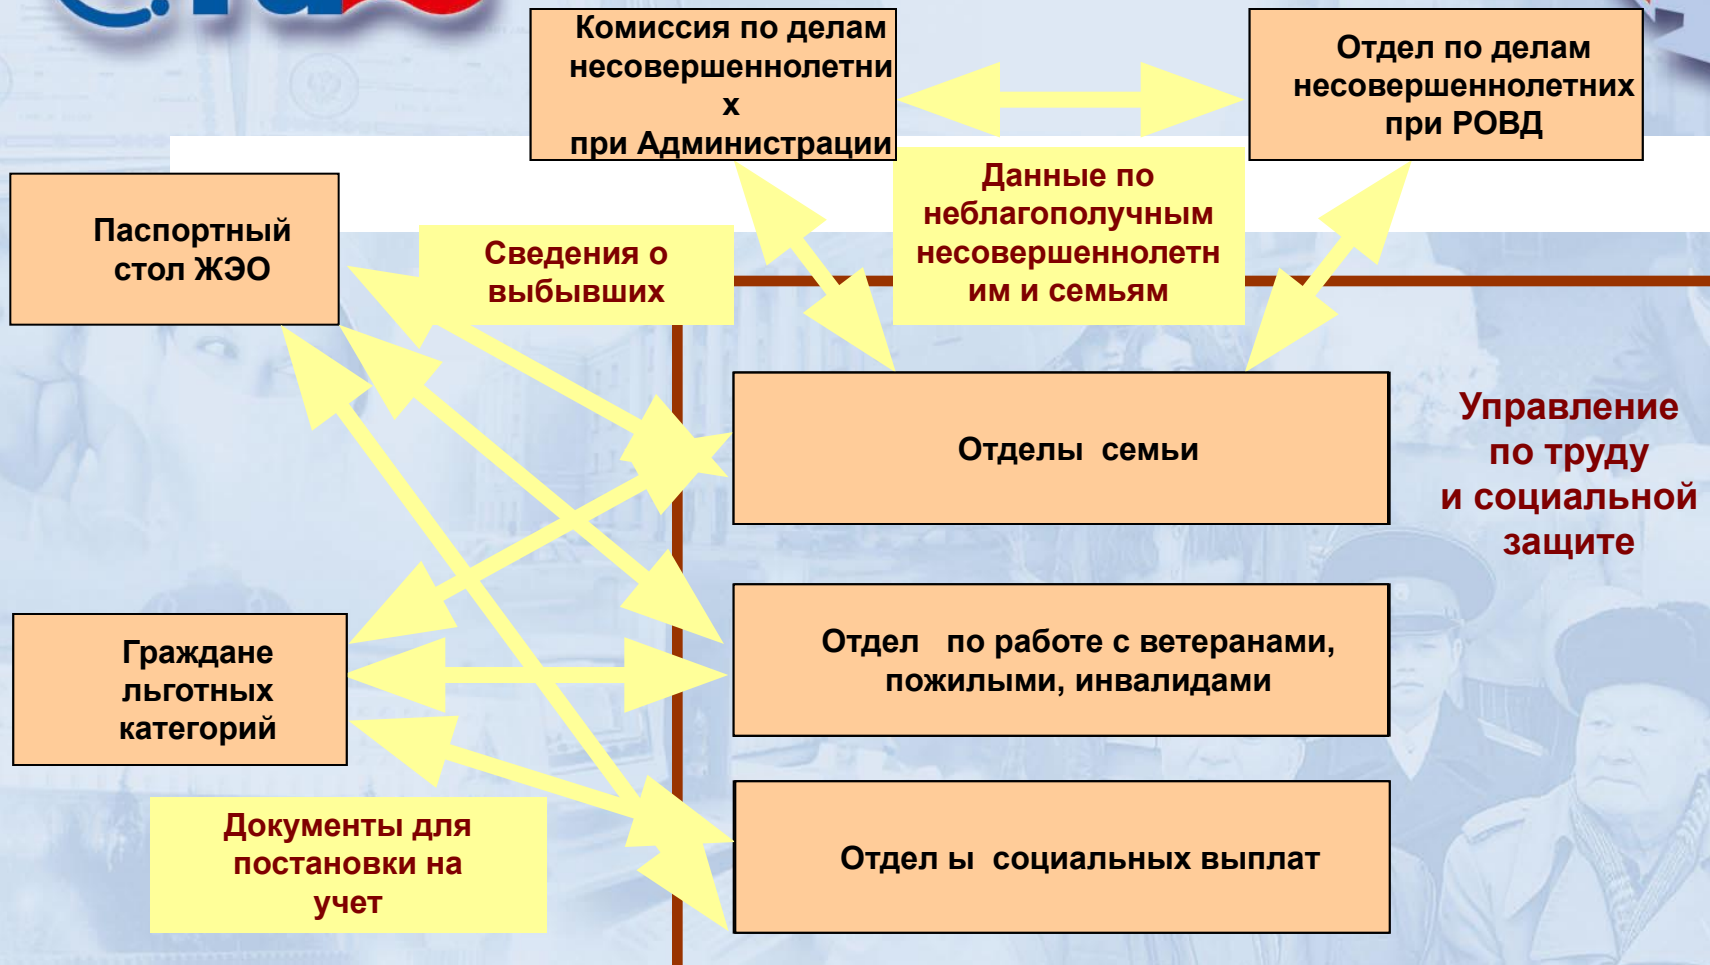 Комиссия по делам
несовершеннолетни
х
при Администрации
Отдел по делам
несовершеннолетних
при РОВД
Данные по
неблагополучным
несовершеннолетн
им и семьям
Паспортный
стол ЖЭО
Сведения о
выбывших
Отделы семьи
Управление
по труду
и социальной
защите
Граждане
льготных
категорий
Отдел по работе с ветеранами,
пожилыми, инвалидами
Документы для
постановки на
учет
Отдел ы социальных выплат